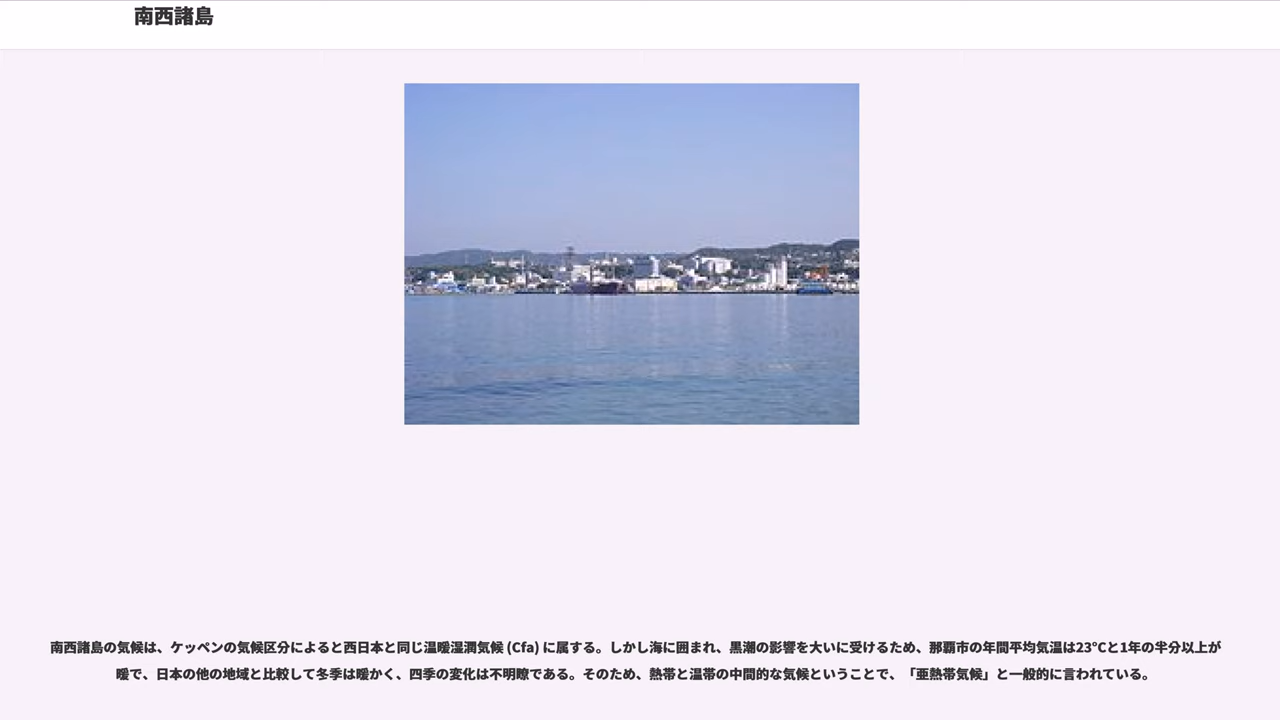 南西諸島
南西諸島の気候は、ケッペンの気候区分によると西日本と同じ温暖湿潤気候 (Cfa) に属する。しかし海に囲まれ、黒潮の影響を大いに受けるため、那覇市の年間平均気温は23℃と1年の半分以上が
暖で、日本の他の地域と比較して冬季は暖かく、四季の変化は不明瞭である。そのため、熱帯と温帯の中間的な気候ということで、「亜熱帯気候」と一般的に言われている。